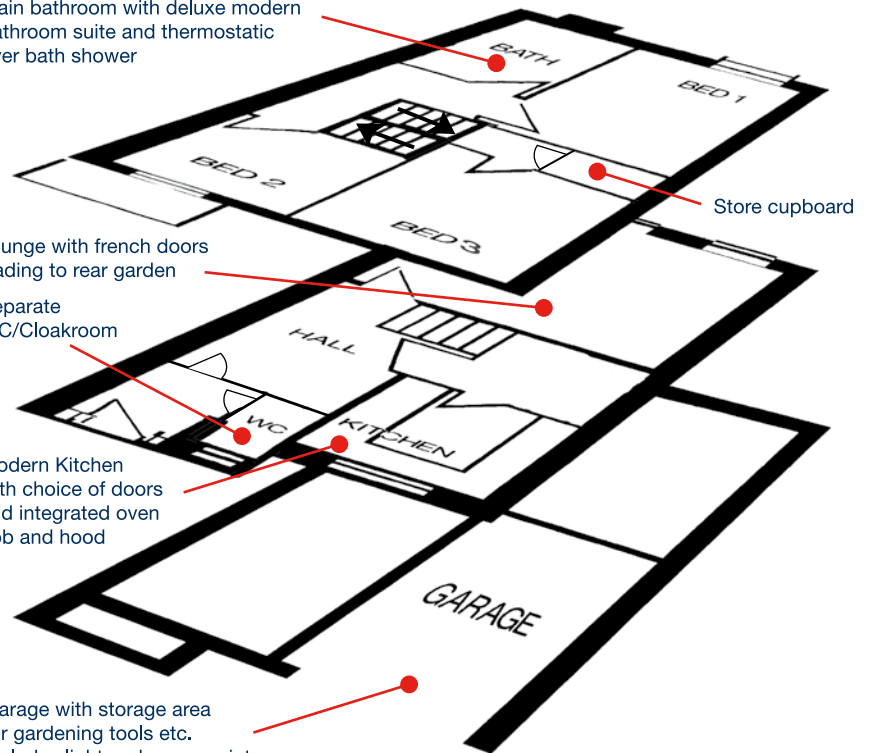 ain bathroom with deluxe modern
athroom suite and thermostatic
ver bath shower
BATH
BED 1
BED 2
Store cupboard
BED 3
unge with french doors
ading to rear garden
eparate
C/Cloakroom
HALL
WC
KITCHEN
odern Kitchen
th choice of doors
d integrated oven
ob and hood
GARAGE
arage with storage area
r gardening tools etc.